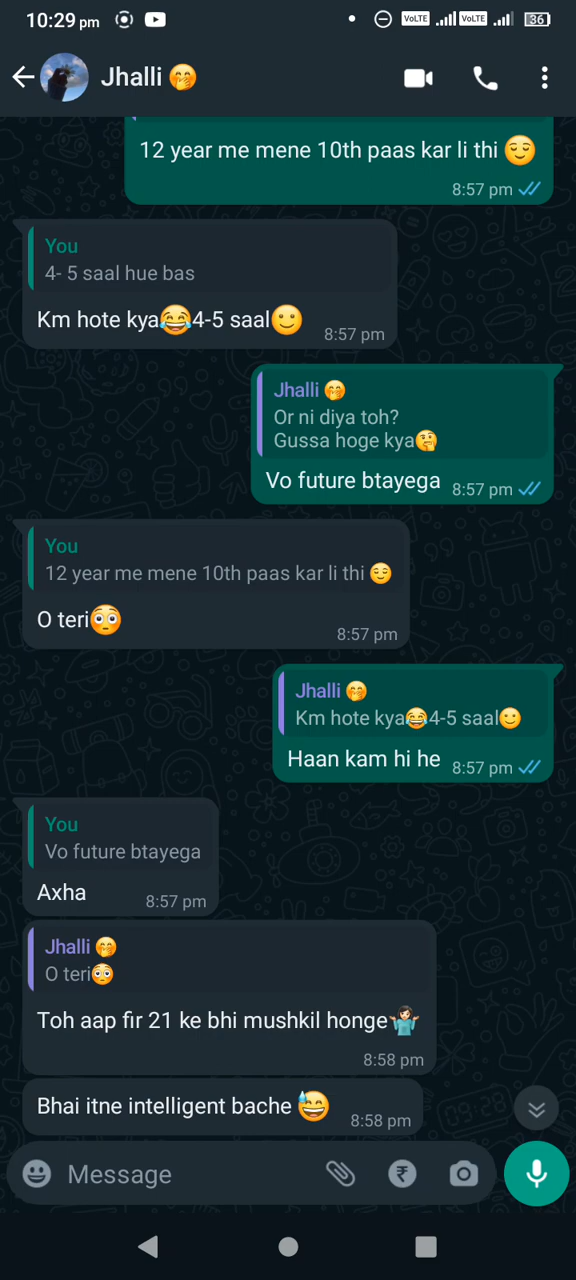 10:29 pm VoLTE VoLTE 36
Jhalli 🤭
12 year me mene 10th paas kar li thi 😌
8:57 pm
You
4- 5 saal hue bas
Km hote kya😂4-5 saal🙂 8:57 pm
Jhalli 🤭
Or ni diya toh?
Gussa hoge kya🤔
Vo future btayega 8:57 pm
You
12 year me mene 10th paas kar li thi 😌
O teri😳
8:57 pm
Jhalli 🤭
Km hote kya😂4-5 saal🙂
Haan kam hi he 8:57 pm
You
Vo future btayega
Axha 8:57 pm
Jhalli 🤭
O teri😳
Toh aap fir 21 ke bhi mushkil honge🤷🏻‍♀️
8:58 pm
Bhai itne intelligent bache 😅 8:58 pm
Message ₹